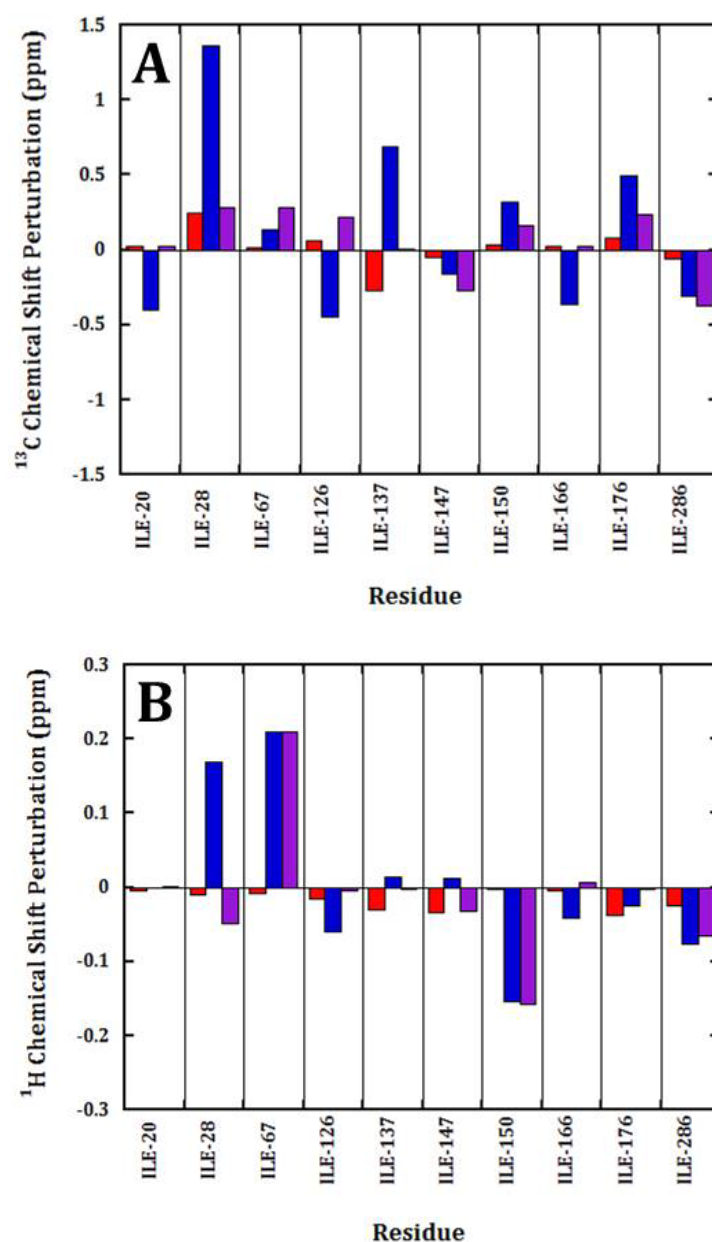 A
¹³C Chemical Shift Perturbation (ppm)
1.5
1
0.5
0
-0.5
-1
-1.5
ILE-20
ILE-28
ILE-67
ILE-126
ILE-137
ILE-147
ILE-150
ILE-166
ILE-176
ILE-286
Residue
B
¹H Chemical Shift Perturbation (ppm)
0.3
0.2
0.1
0
-0.1
-0.2
-0.3
ILE-20
ILE-28
ILE-67
ILE-126
ILE-137
ILE-147
ILE-150
ILE-166
ILE-176
ILE-286
Residue